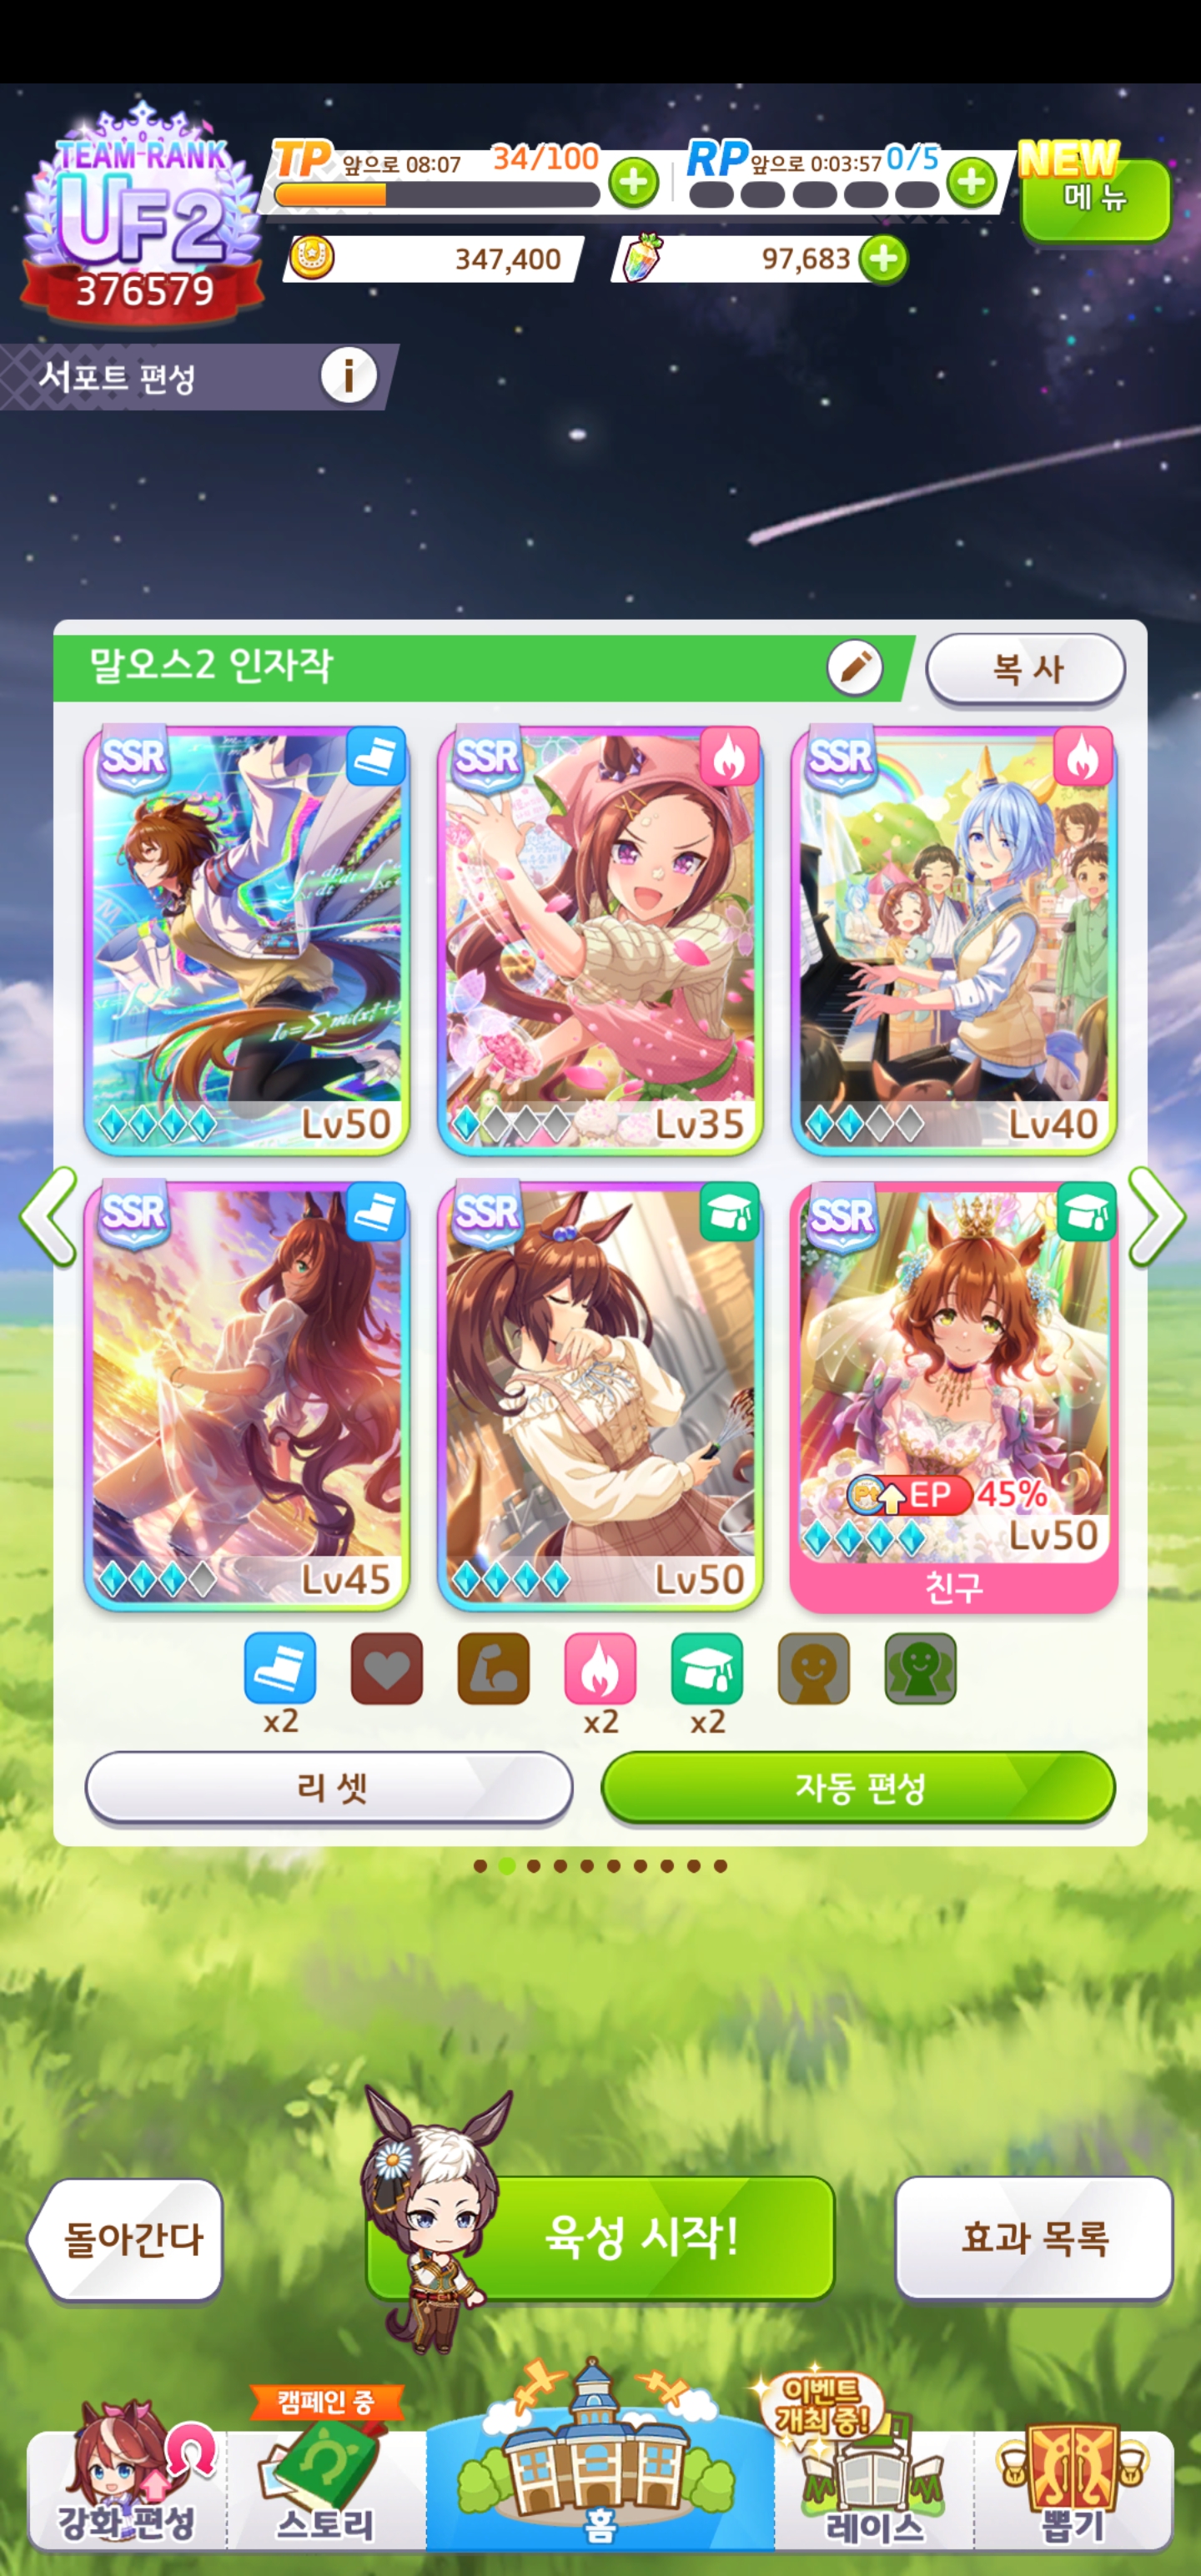 TEAM RANK
UF2
376579
TP 앞으로 08:07 34/100
RP 앞으로 0:03:57 0/5
NEW
메뉴
347,400
97,683
서포트 편성
i
말오스2 인자작
복사
SSR
Lv50
SSR
Lv35
SSR
Lv40
SSR
Lv45
SSR
Lv50
SSR
Pt EP 45%
Lv50
친구
x2
x2
x2
리셋
자동 편성
돌아간다
육성 시작!
효과 목록
강화 편성
캠페인 중
스토리
홈
이벤트
개최 중!
레이스
뽑기